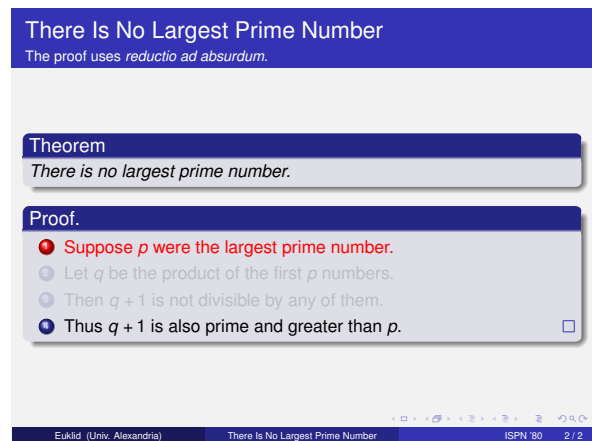 There Is No Largest Prime Number
The proof uses reductio ad absurdum.
Theorem
There is no largest prime number.
Proof.
1 Suppose p were the largest prime number.
2 Let q be the product of the first p numbers.
3 Then q + 1 is not divisible by any of them.
4 Thus q + 1 is also prime and greater than p.
Euklid (Univ. Alexandria) There Is No Largest Prime Number ISPN '80 2 / 2